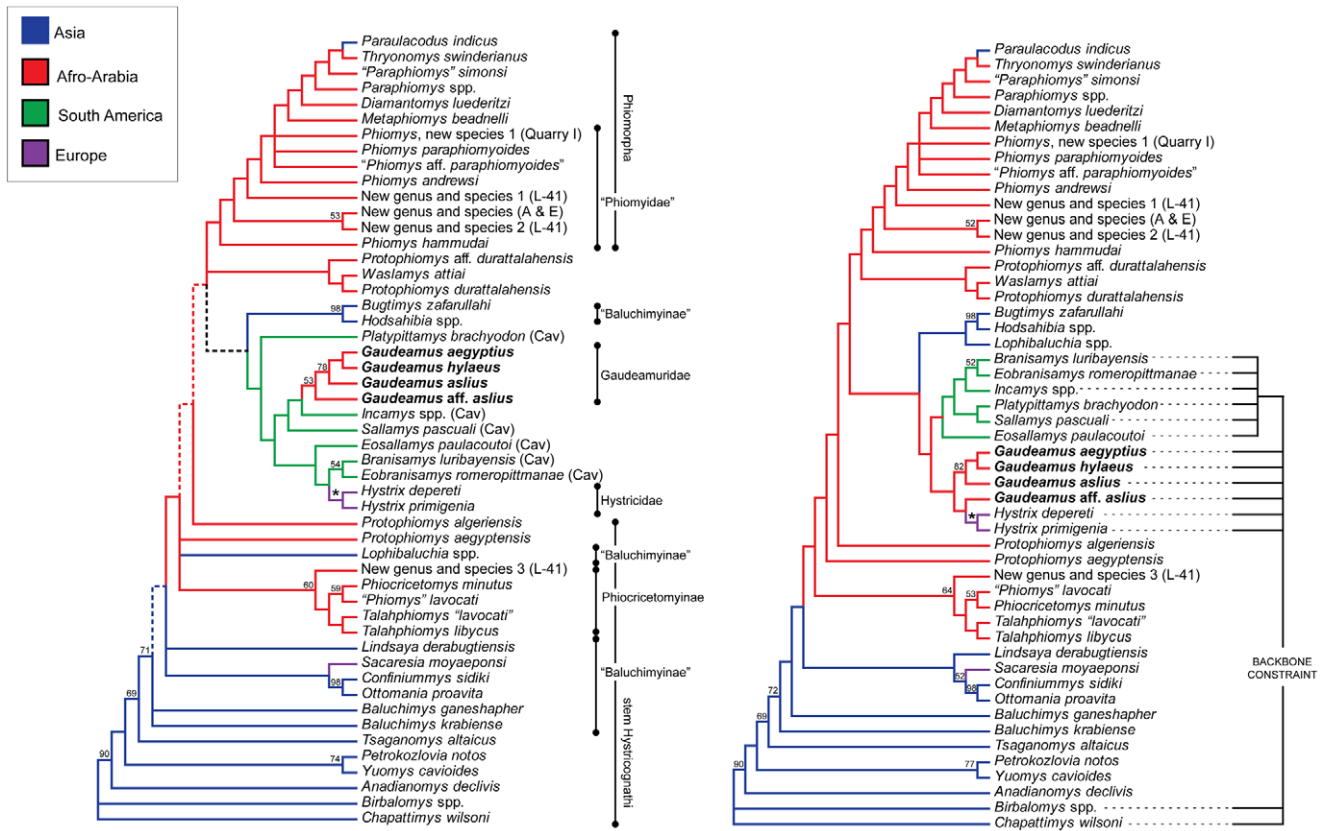 Asia
Afro-Arabia
South America
Europe
Paraulacodus indicus
Thryonomys swinderianus
“Paraphiomys” simonsi
Paraphiomys spp.
Diamantomys luederitzi
Metaphiomys beadnelli
Phiomys, new species 1 (Quarry I)
Phiomys paraphiomyoides
“Phiomys aff. paraphiomyoides”
Phiomys andrewsi
New genus and species 1 (L-41)
53
New genus and species (A & E)
New genus and species 2 (L-41)
Phiomys hammudai
Protophiomys aff. durattalahensis
Waslamys attiai
Protophiomys durattalahensis
98
Bugtimys zafarullahi
Hodsahibia spp.
Platypittamys brachyodon (Cav)
Gaudeamus aegyptius
78
Gaudeamus hylaeus
53
Gaudeamus aslius
Gaudeamus aff. aslius
Incamys spp. (Cav)
Sallamys pascuali (Cav)
Eosallamys paulacoutoi (Cav)
54
Branisamys luribayensis (Cav)
Eobranisamys romeropittmanae (Cav)
*
Hystrix depereti
Hystrix primigenia
Protophiomys algeriensis
Protophiomys aegyptensis
Lophibaluchia spp.
New genus and species 3 (L-41)
60
59
Phiocricetomys minutus
“Phiomys” lavocati
Talahphiomys “lavocati”
Talahphiomys libycus
Lindsaya derabugtiensis
71
Sacaresia moyaeponsi
98
Confiniummys sidiki
Ottomania proavita
69
Baluchimys ganeshapher
Baluchimys krabiense
Tsaganomys altaicus
90
74
Petrokozlovia notos
Yuomys cavioides
Anadianomys declivis
Birbalomys spp.
Chapattimys wilsoni
Phiomorpha
“Phiomyidae”
“Baluchimyinae”
Gaudeamuridae
Hystricidae
“Baluchimyinae”
Phiocricetomyinae
“Baluchimyinae”
stem Hystricognathi
Paraulacodus indicus
Thryonomys swinderianus
“Paraphiomys” simonsi
Paraphiomys spp.
Diamantomys luederitzi
Metaphiomys beadnelli
Phiomys, new species 1 (Quarry I)
Phiomys paraphiomyoides
“Phiomys aff. paraphiomyoides”
Phiomys andrewsi
New genus and species 1 (L-41)
52
New genus and species (A & E)
New genus and species 2 (L-41)
Phiomys hammudai
Protophiomys aff. durattalahensis
Waslamys attiai
Protophiomys durattalahensis
98
Bugtimys zafarullahi
Hodsahibia spp.
Lophibaluchia spp.
52
Branisamys luribayensis
Eobranisamys romeropittmanae
Incamys spp.
Platypittamys brachyodon
Sallamys pascuali
Eosallamys paulacoutoi
82
Gaudeamus aegyptius
Gaudeamus hylaeus
Gaudeamus aslius
Gaudeamus aff. aslius
*
Hystrix depereti
Hystrix primigenia
Protophiomys algeriensis
Protophiomys aegyptensis
New genus and species 3 (L-41)
64
53
“Phiomys” lavocati
Phiocricetomys minutus
Talahphiomys “lavocati”
Talahphiomys libycus
Lindsaya derabugtiensis
Sacaresia moyaeponsi
52
98
Confiniummys sidiki
Ottomania proavita
72
Baluchimys ganeshapher
69
Baluchimys krabiense
Tsaganomys altaicus
90
77
Petrokozlovia notos
Yuomys cavioides
Anadianomys declivis
Birbalomys spp.
Chapattimys wilsoni
BACKBONE
CONSTRAINT